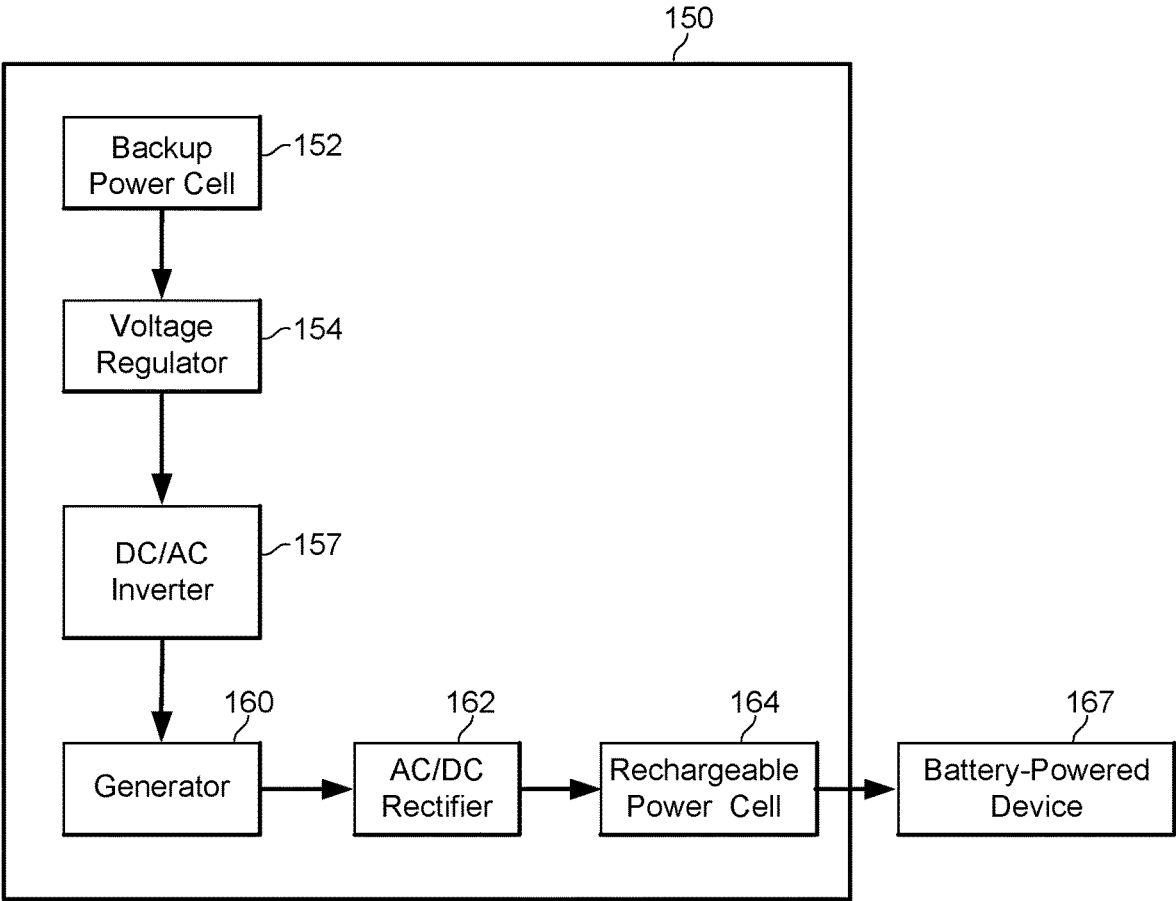 150
Backup
Power Cell
152
Voltage
Regulator
154
DC/AC
Inverter
157
160
162
164
167
Generator
AC/DC
Rectifier
Rechargeable
Power Cell
Battery-Powered
Device